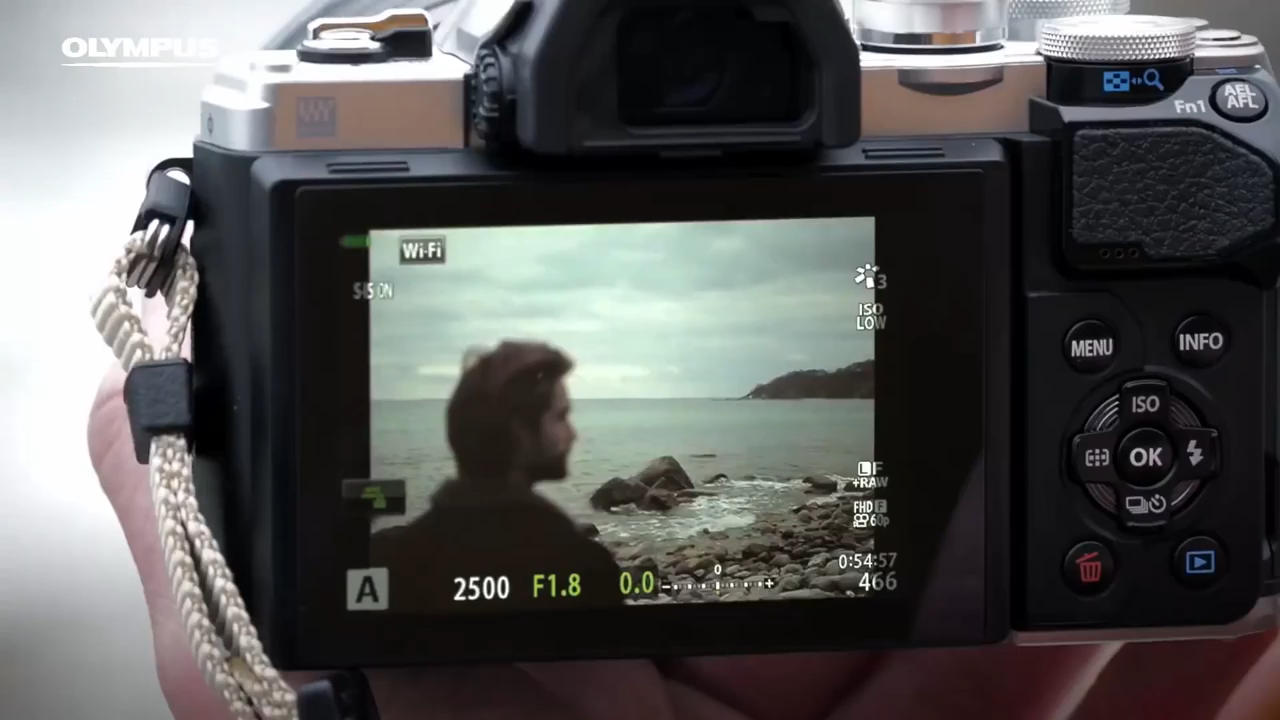 OLYMPUS
Fn1
AEL
AFL
Wi-Fi
S-IS ON
3
ISO
LOW
MENU
INFO
ISO
OK
LF
+RAW
FHD F
60p
0:54:57
A
2500
F1.8
0.0
0
466